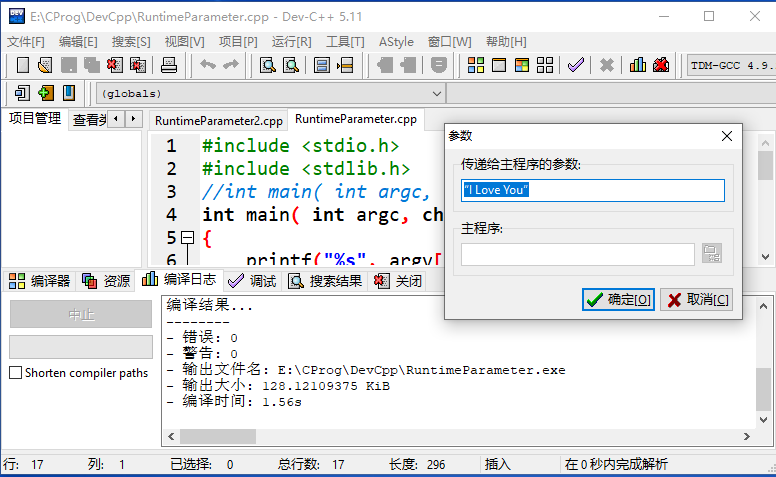 E:\CProg\DevCpp\RuntimeParameter.cpp - Dev-C++ 5.11
文件[F] 编辑[E] 搜索[S] 视图[V] 项目[P] 运行[R] 工具[T] AStyle 窗口[W] 帮助[H]
TDM-GCC 4.9.
(globals)
项目管理 查看类
RuntimeParameter2.cpp RuntimeParameter.cpp
1 #include <stdio.h>
2 #include <stdlib.h>
3 //int main( int argc,
4 int main( int argc, ch
5 {
6 printf("%s", argv[
参数
传递给主程序的参数:
"I Love You"
主程序:
确定[O] 取消[C]
编译器 资源 编译日志 调试 搜索结果 关闭
中止
Shorten compiler paths
编译结果...
--------
- 错误: 0
- 警告: 0
- 输出文件名: E:\CProg\DevCpp\RuntimeParameter.exe
- 输出大小: 128.12109375 KiB
- 编译时间: 1.56s
行: 17 列: 1 已选择: 0 总行数: 17 长度: 296 插入 在 0 秒内完成解析